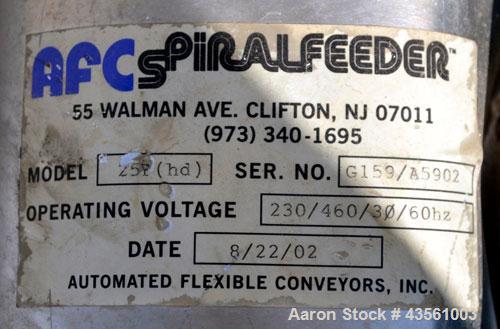 AFC SPIRALFEEDER™
55 WALMAN AVE. CLIFTON, NJ 07011
(973) 340-1695
MODEL 25F(hd) SER. NO. G159/A5902
OPERATING VOLTAGE 230/460/3Ø/60hz
DATE 8/22/02
AUTOMATED FLEXIBLE CONVEYORS, INC.
Aaron Stock # 43561003